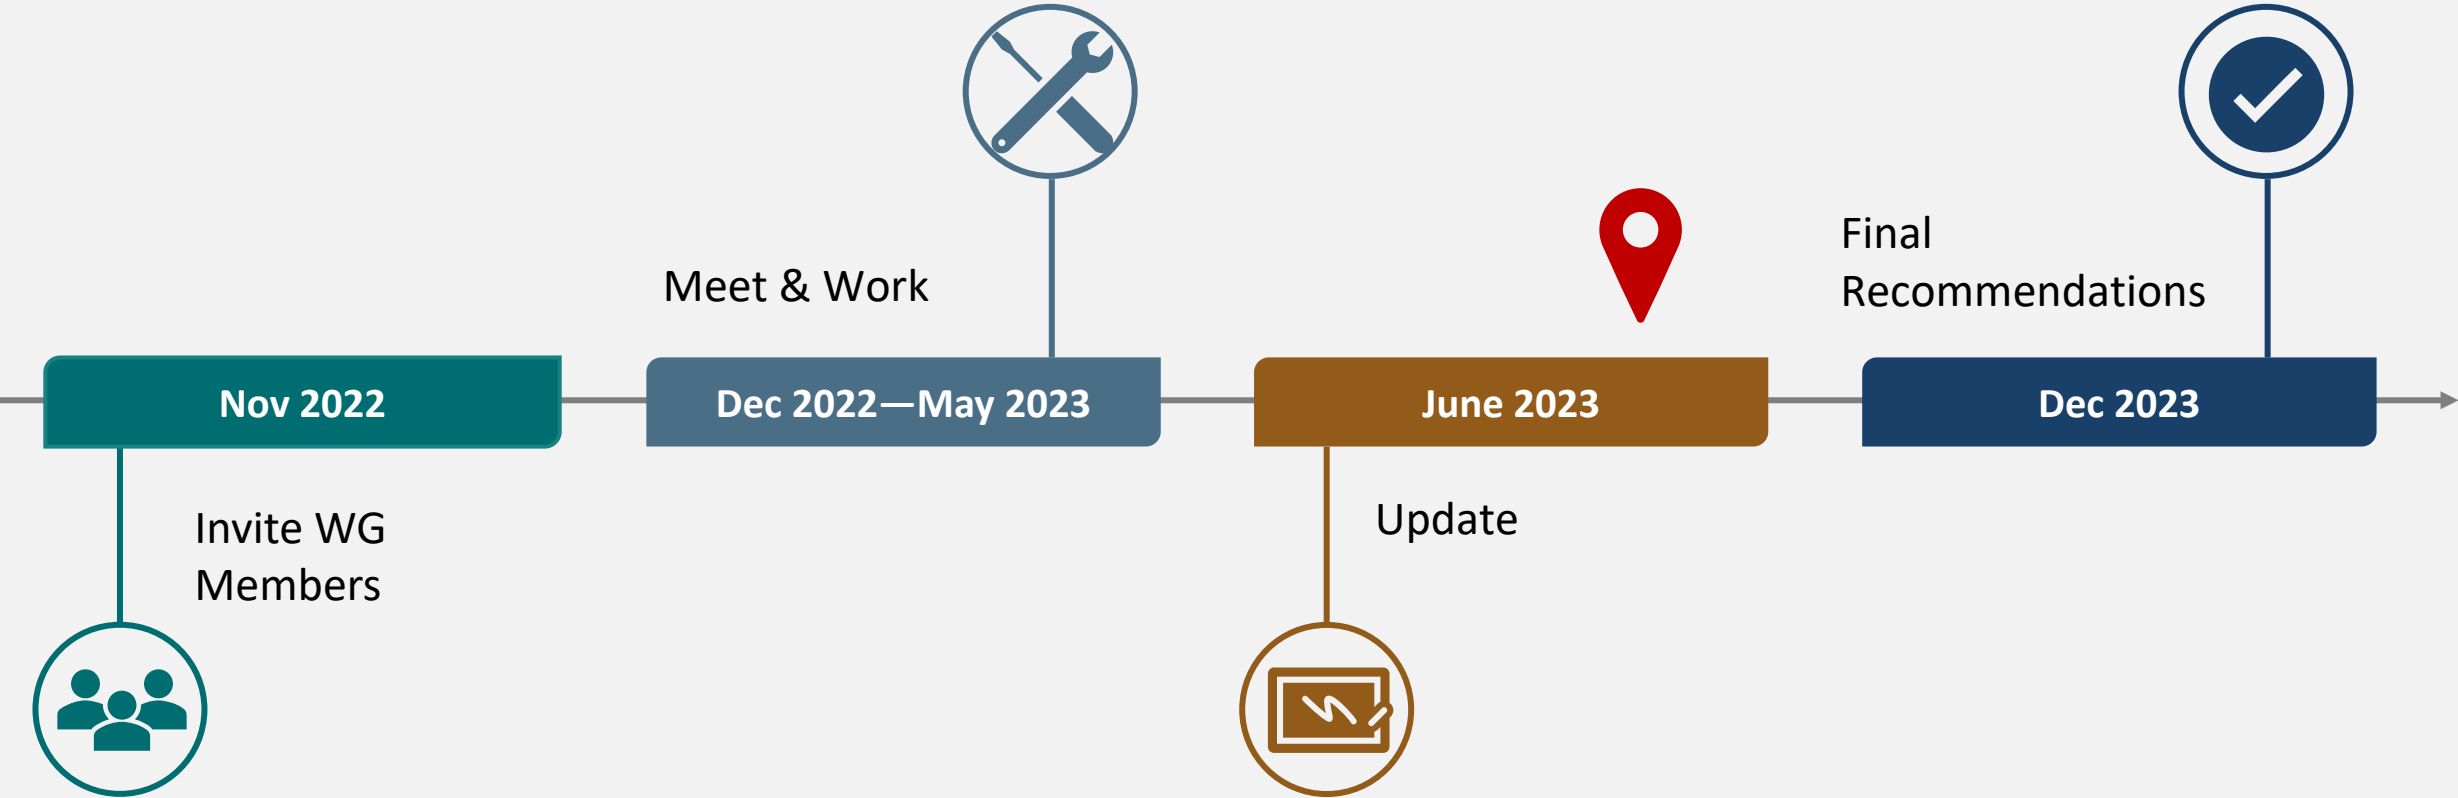 Meet & Work
Final
Recommendations
Nov 2022
Dec 2022—May 2023
June 2023
Dec 2023
Invite WG
Members
Update